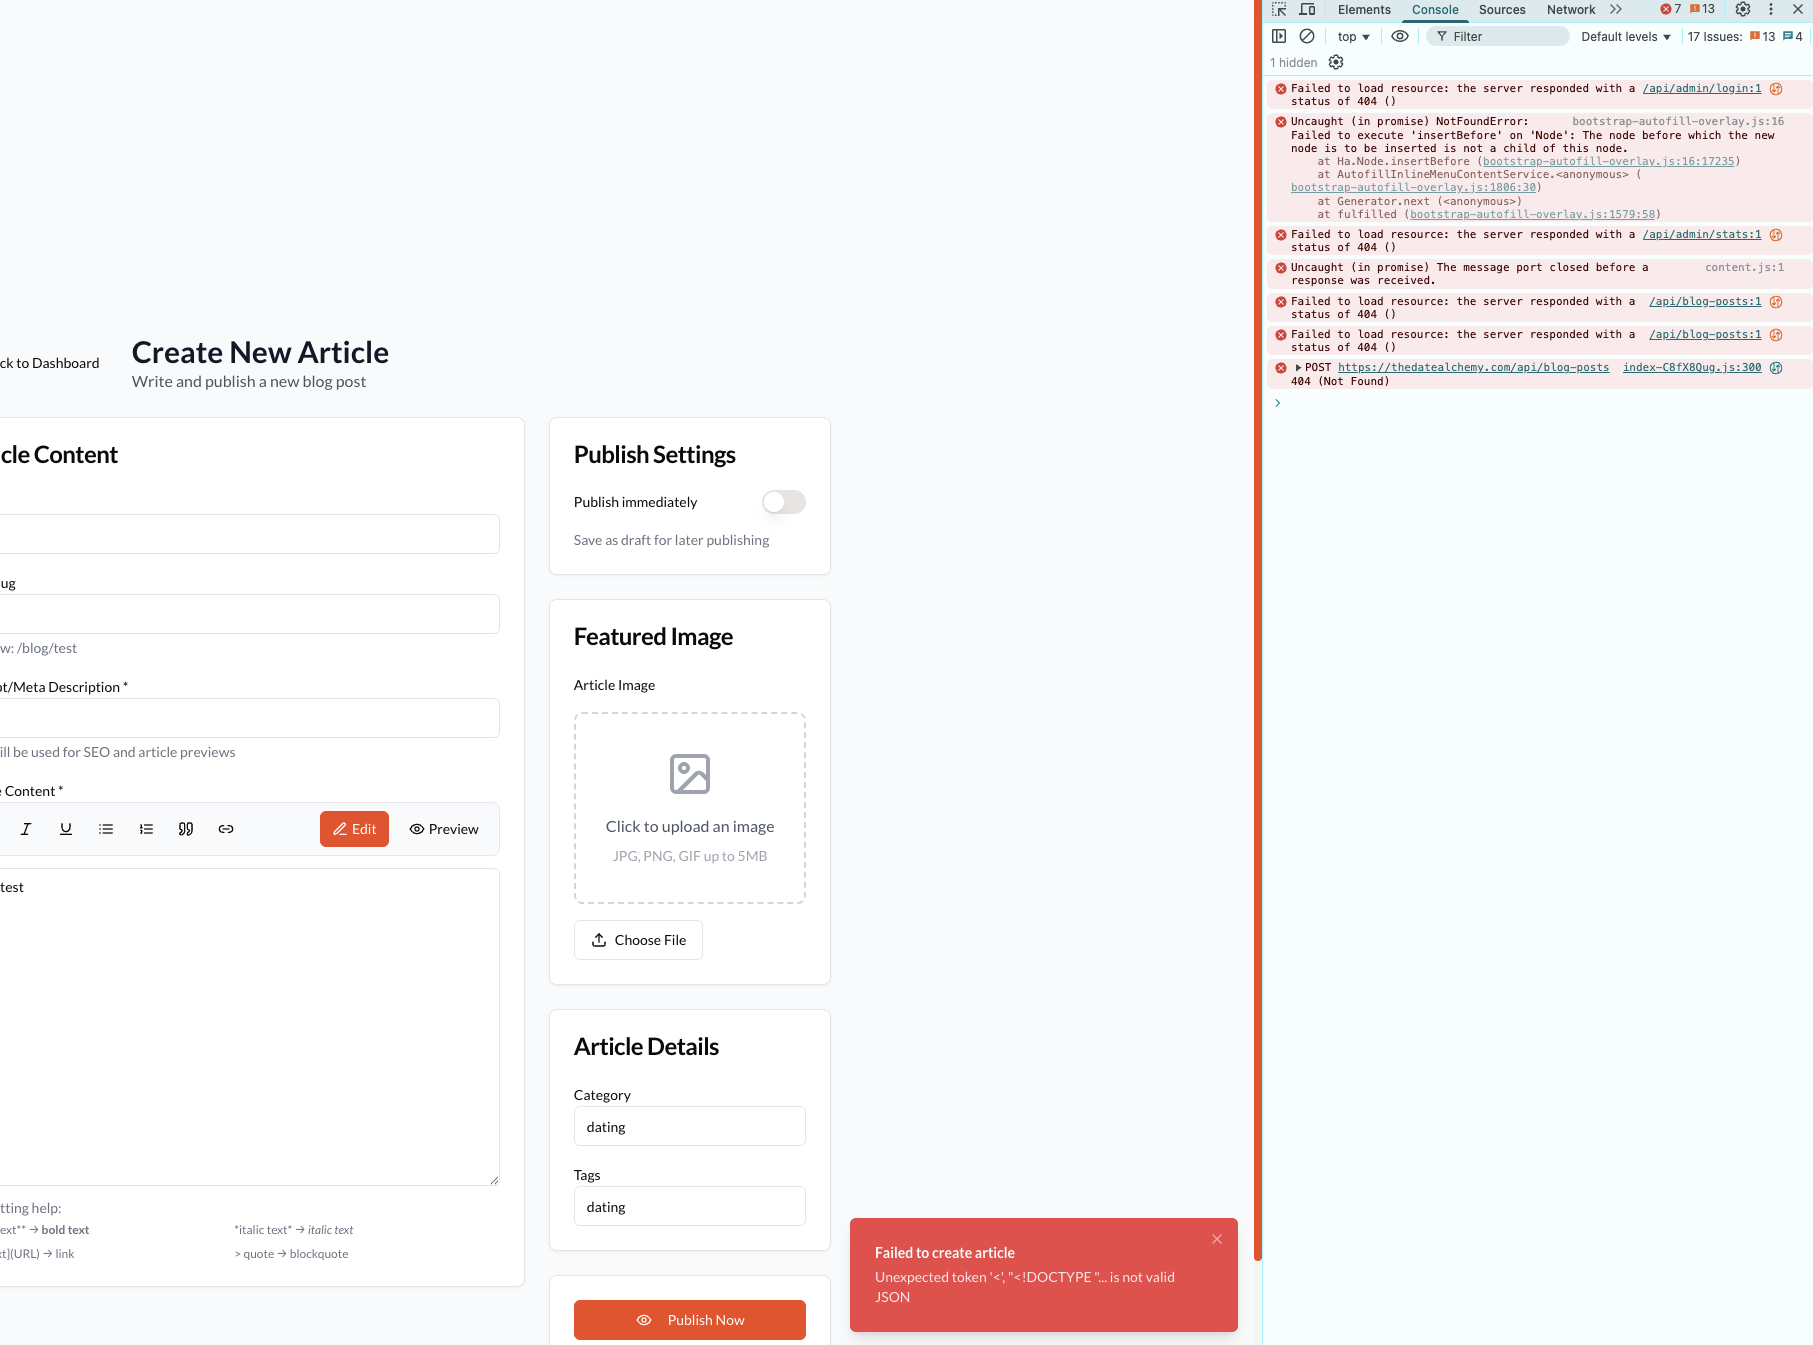 ck to Dashboard
Create New Article
Write and publish a new blog post
cle Content
ug
w: /blog/test
ot/Meta Description *
ill be used for SEO and article previews
e Content *
Edit
Preview
test
tting help:
ext** → bold text
*italic text* → italic text
xt](URL) → link
> quote → blockquote
Publish Settings
Publish immediately
Save as draft for later publishing
Featured Image
Article Image
Click to upload an image
JPG, PNG, GIF up to 5MB
Choose File
Article Details
Category
dating
Tags
dating
Publish Now
Failed to create article
Unexpected token '<', "<!DOCTYPE "... is not valid
JSON
Elements Console Sources Network 7 13
top Filter Default levels 17 Issues: 13 4
1 hidden
Failed to load resource: the server responded with a /api/admin/login:1
status of 404 ()
Uncaught (in promise) NotFoundError: bootstrap-autofill-overlay.js:16
Failed to execute 'insertBefore' on 'Node': The node before which the new
node is to be inserted is not a child of this node.
at Ha.Node.insertBefore (bootstrap-autofill-overlay.js:16:17235)
at AutofillInlineMenuContentService.<anonymous> (
bootstrap-autofill-overlay.js:1806:30)
at Generator.next (<anonymous>)
at fulfilled (bootstrap-autofill-overlay.js:1579:58)
Failed to load resource: the server responded with a /api/admin/stats:1
status of 404 ()
Uncaught (in promise) The message port closed before a content.js:1
response was received.
Failed to load resource: the server responded with a /api/blog-posts:1
status of 404 ()
Failed to load resource: the server responded with a /api/blog-posts:1
status of 404 ()
POST https://thedatealchemy.com/api/blog-posts index-C8fX8Qug.js:300
404 (Not Found)